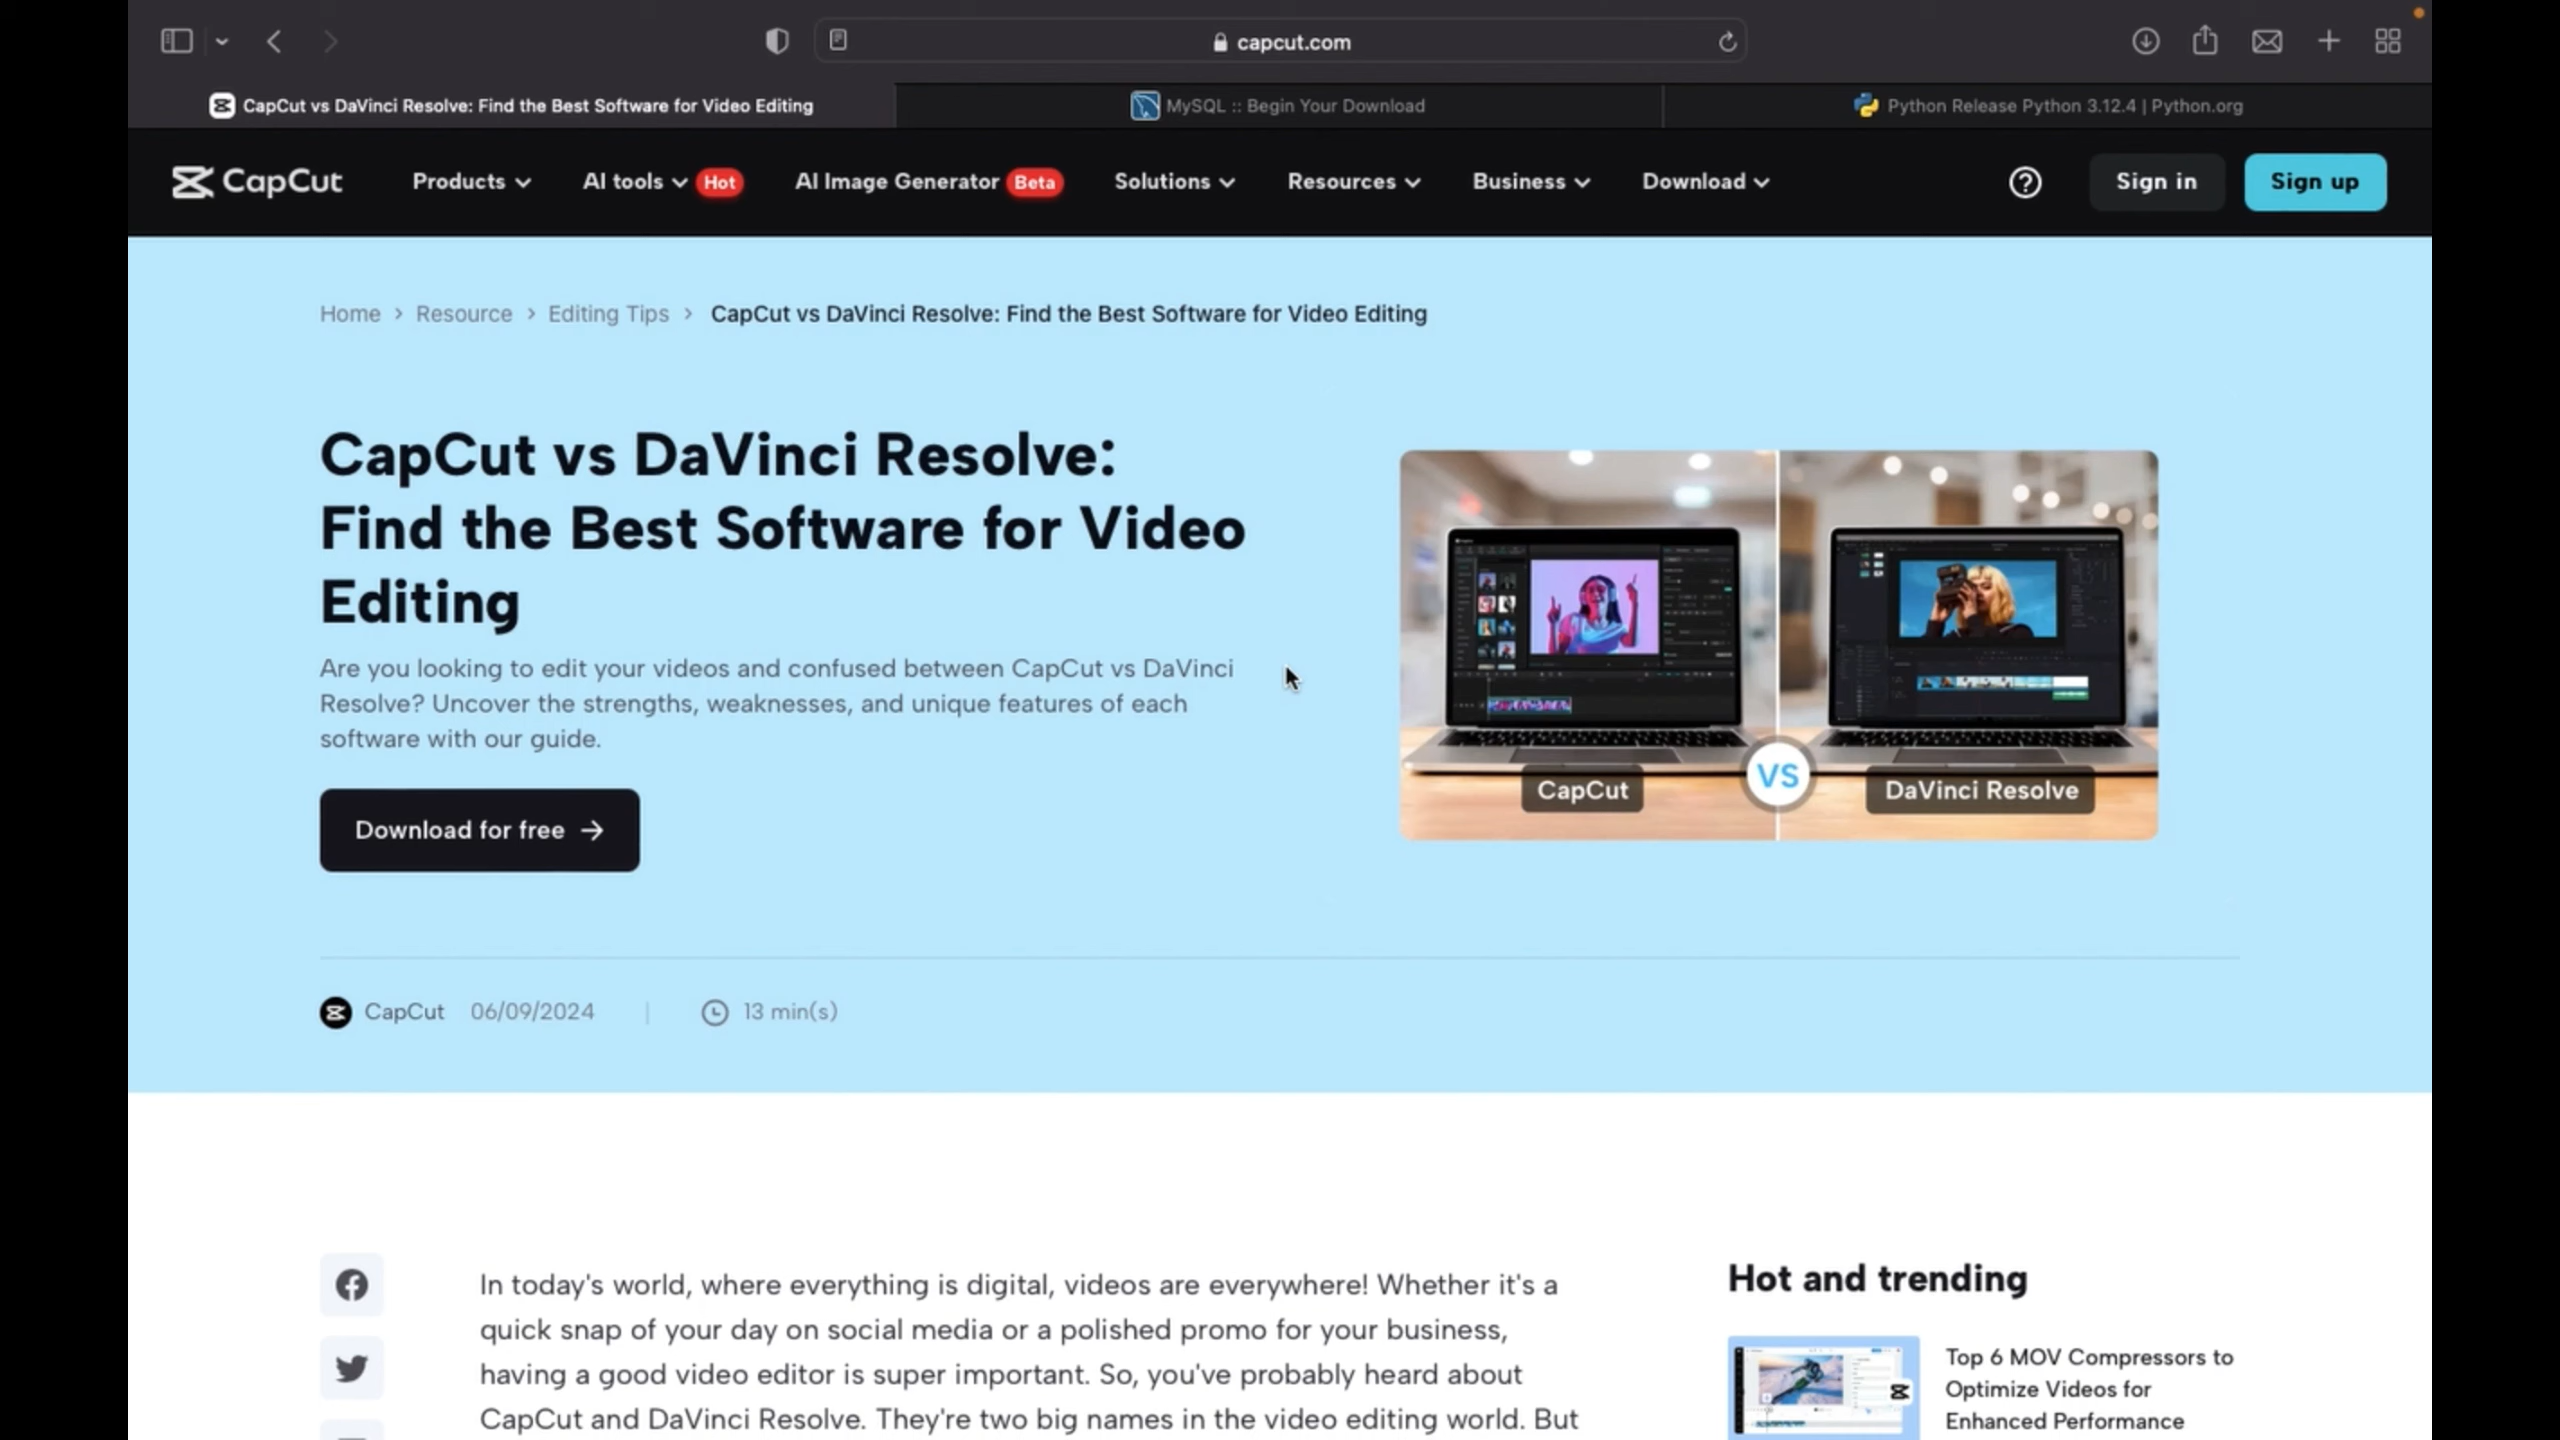 capcut.com
CapCut vs DaVinci Resolve: Find the Best Software for Video Editing
MySQL :: Begin Your Download
Python Release Python 3.12.4 | Python.org
CapCut
Products
AI tools
Hot
AI Image Generator
Beta
Solutions
Resources
Business
Download
Sign in
Sign up
Home > Resource > Editing Tips > CapCut vs DaVinci Resolve: Find the Best Software for Video Editing
CapCut vs DaVinci Resolve:
Find the Best Software for Video
Editing
Are you looking to edit your videos and confused between CapCut vs DaVinci
Resolve? Uncover the strengths, weaknesses, and unique features of each
software with our guide.
Download for free →
CapCut
VS
DaVinci Resolve
CapCut 06/09/2024 | 13 min(s)
In today's world, where everything is digital, videos are everywhere! Whether it's a
quick snap of your day on social media or a polished promo for your business,
having a good video editor is super important. So, you've probably heard about
CapCut and DaVinci Resolve. They're two big names in the video editing world. But
Hot and trending
Top 6 MOV Compressors to
Optimize Videos for
Enhanced Performance